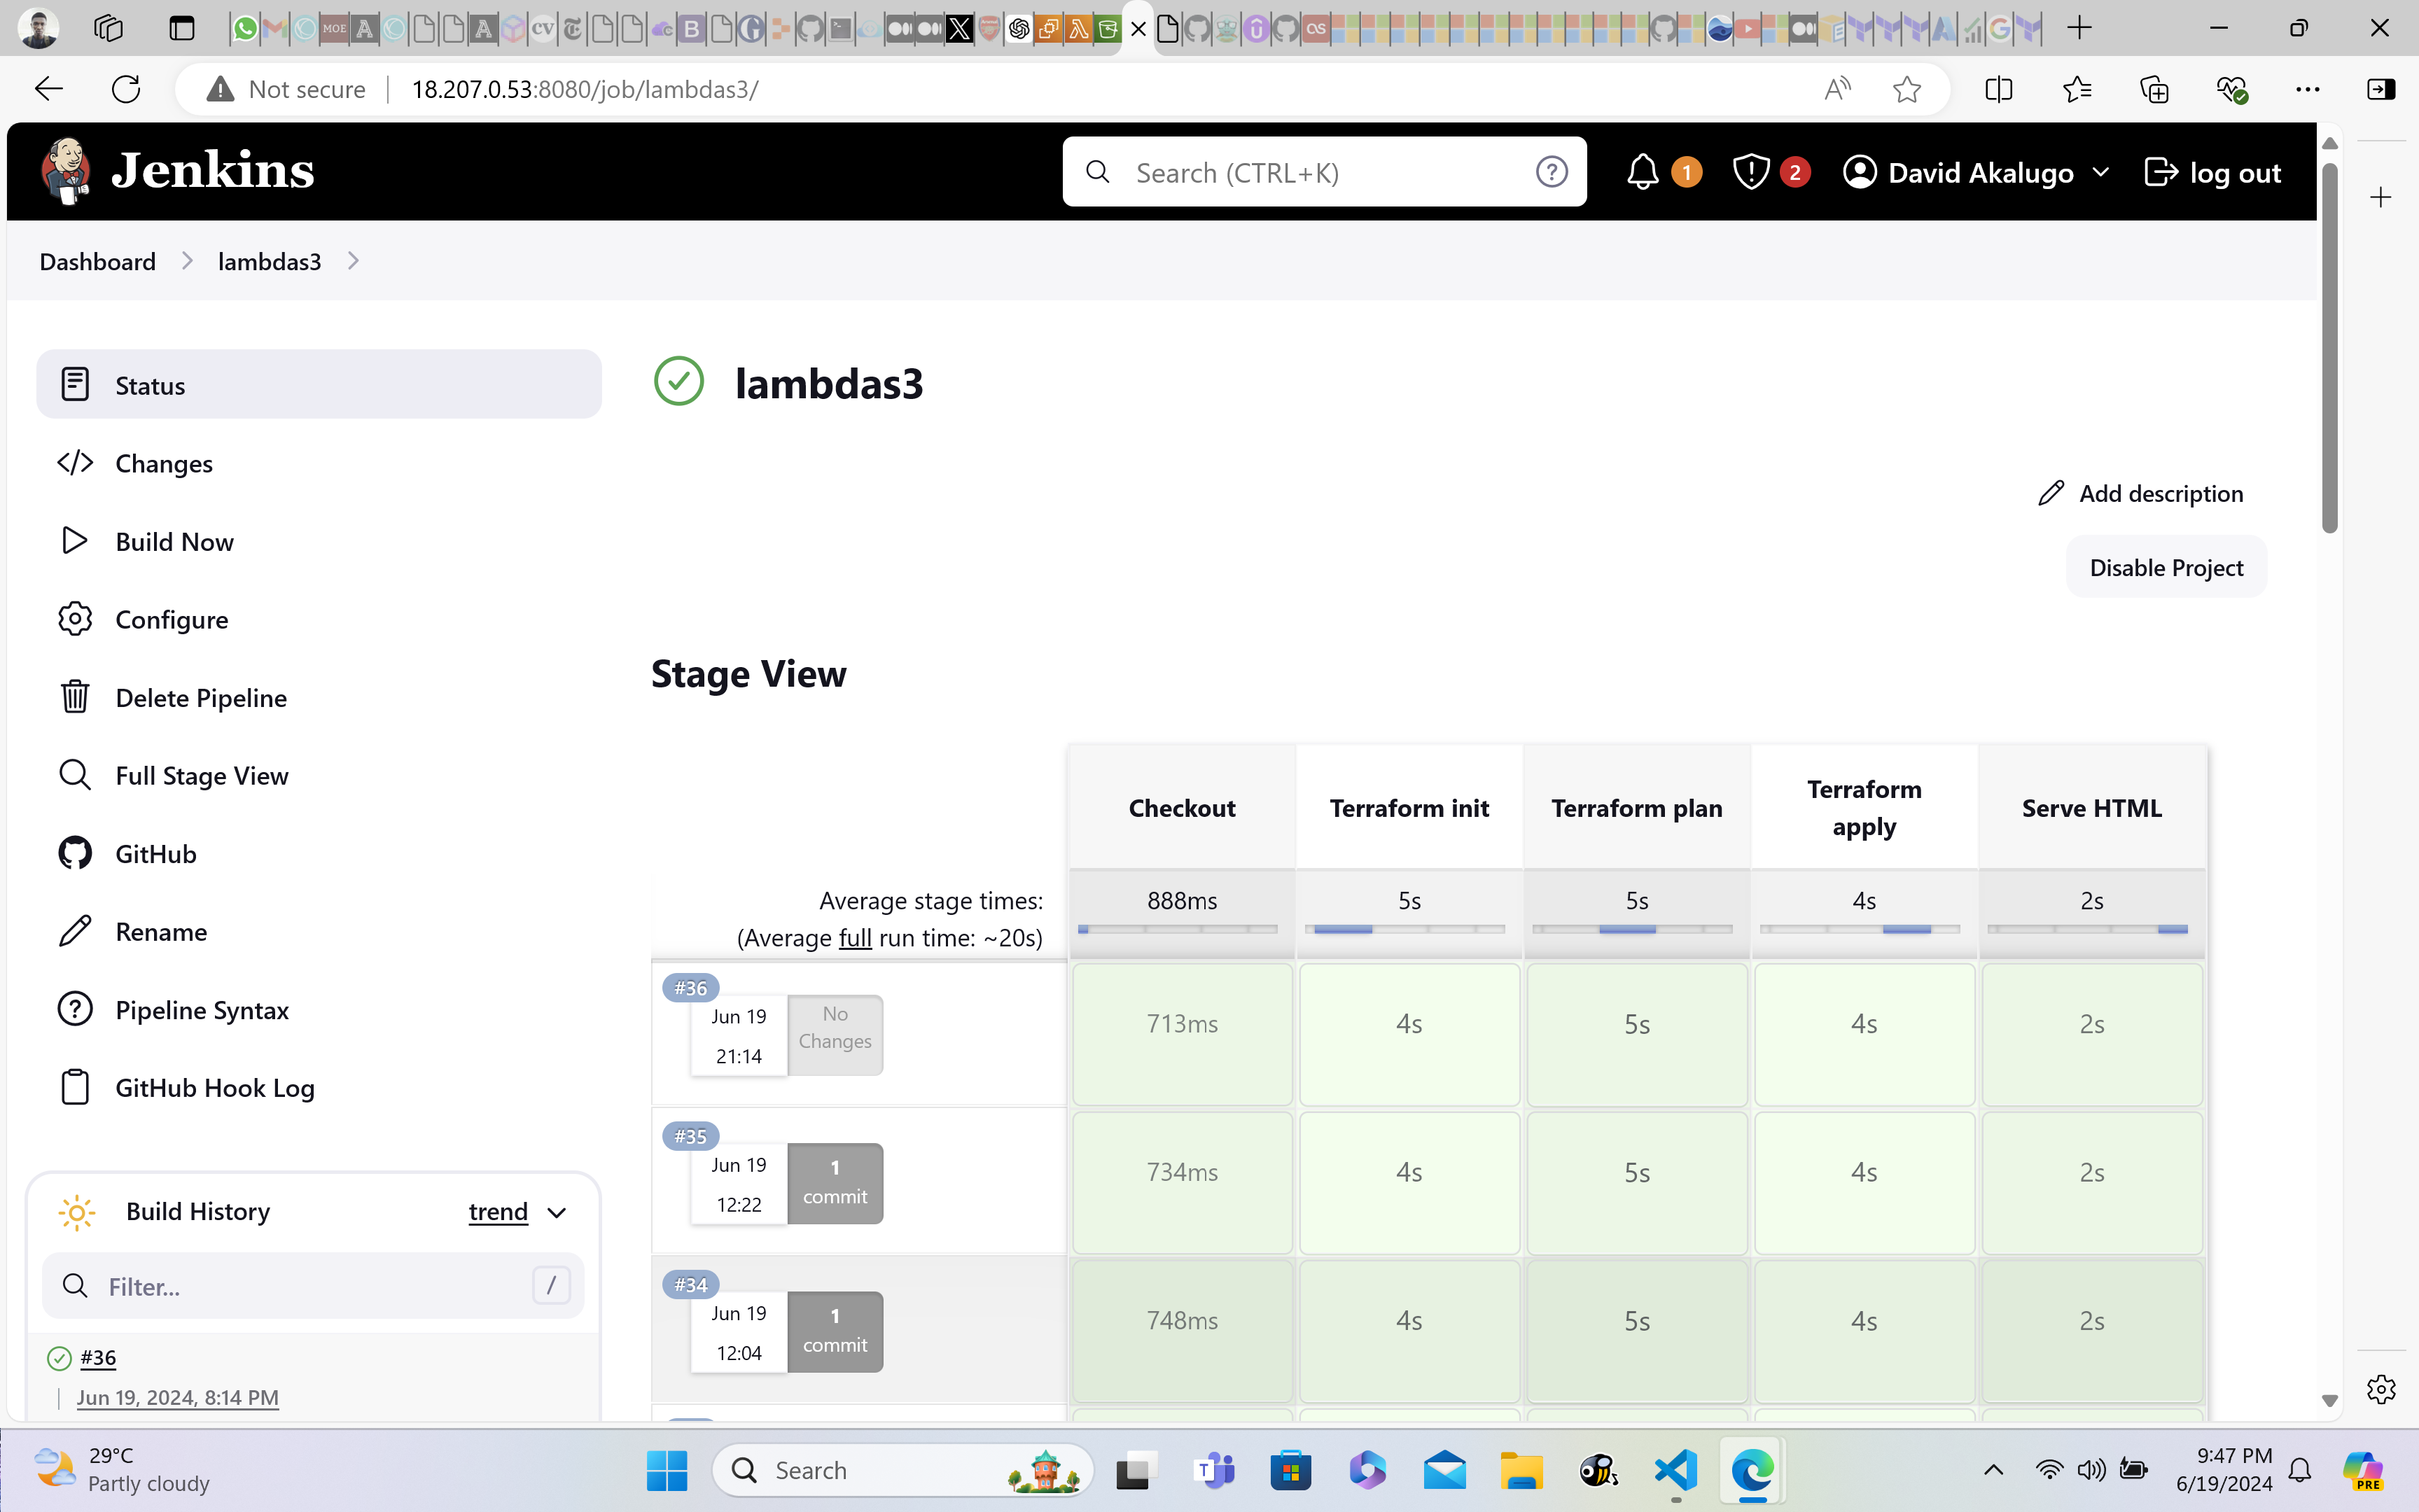 Not secure
18.207.0.53:8080/job/lambdas3/
Jenkins
Search (CTRL+K)
1
2
David Akalugo
log out
Dashboard
lambdas3
Status
Changes
Build Now
Configure
Delete Pipeline
Full Stage View
GitHub
Rename
Pipeline Syntax
GitHub Hook Log
Build History
trend
Filter...
/
#36
Jun 19, 2024, 8:14 PM
lambdas3
Add description
Disable Project
Stage View
Checkout
Terraform init
Terraform plan
Terraform
apply
Serve HTML
Average stage times:
(Average full run time: ~20s)
888ms
5s
5s
4s
2s
#36
Jun 19
21:14
No
Changes
713ms
4s
5s
4s
2s
#35
Jun 19
12:22
1
commit
734ms
4s
5s
4s
2s
#34
Jun 19
12:04
1
commit
748ms
4s
5s
4s
2s
29°C
Partly cloudy
Search
9:47 PM
6/19/2024
PRE